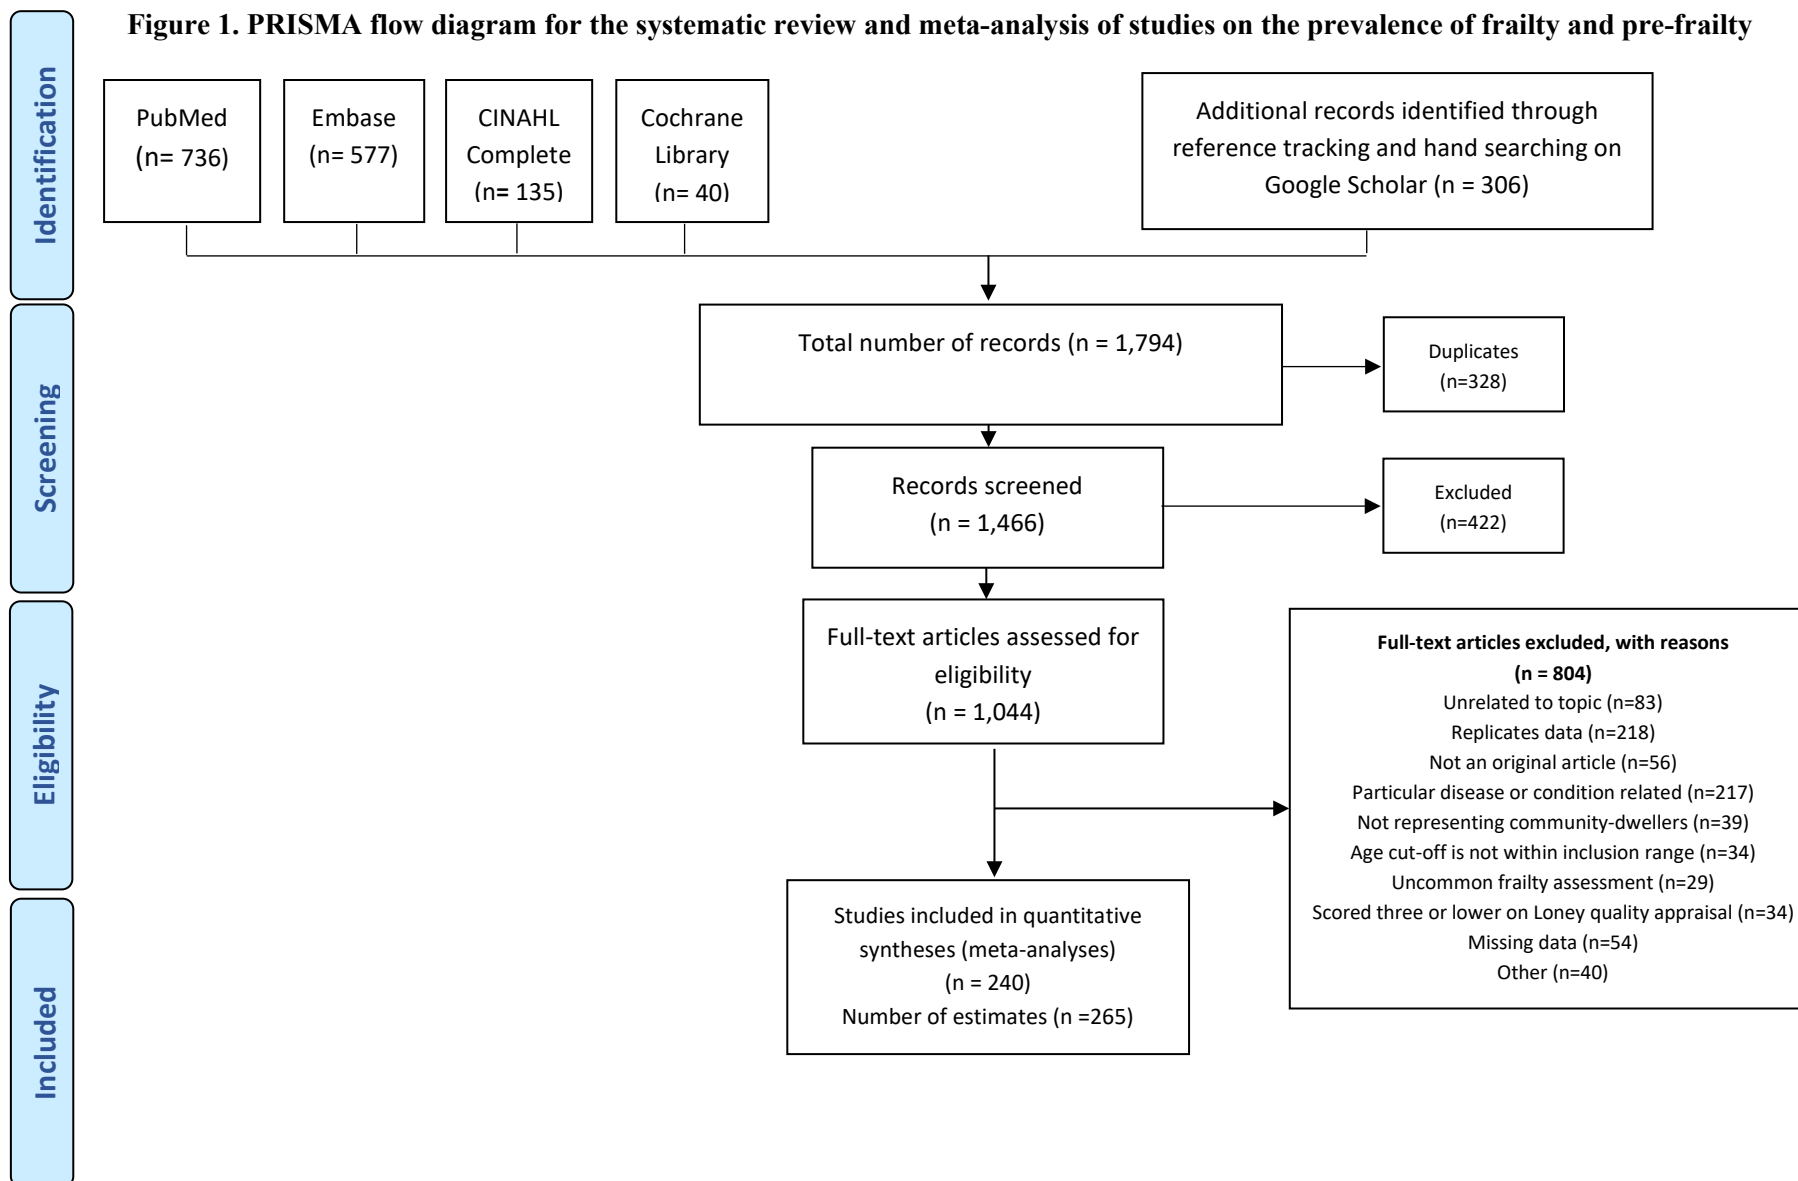 Figure 1. PRISMA flow diagram for the systematic review and meta-analysis of studies on the prevalence of frailty and pre-frailty
Identification
PubMed
(n= 736)
Embase
(n= 577)
CINAHL
Complete
(n= 135)
Cochrane
Library
(n= 40)
Additional records identified through
reference tracking and hand searching on
Google Scholar (n = 306)
Screening
Total number of records (n = 1,794)
Duplicates
(n=328)
Records screened
(n = 1,466)
Excluded
(n=422)
Eligibility
Full-text articles assessed for
eligibility
(n = 1,044)
Full-text articles excluded, with reasons
(n = 804)
Unrelated to topic (n=83)
Replicates data (n=218)
Not an original article (n=56)
Particular disease or condition related (n=217)
Not representing community-dwellers (n=39)
Age cut-off is not within inclusion range (n=34)
Uncommon frailty assessment (n=29)
Scored three or lower on Loney quality appraisal (n=34)
Missing data (n=54)
Other (n=40)
Included
Studies included in quantitative
syntheses (meta-analyses)
(n = 240)
Number of estimates (n =265)